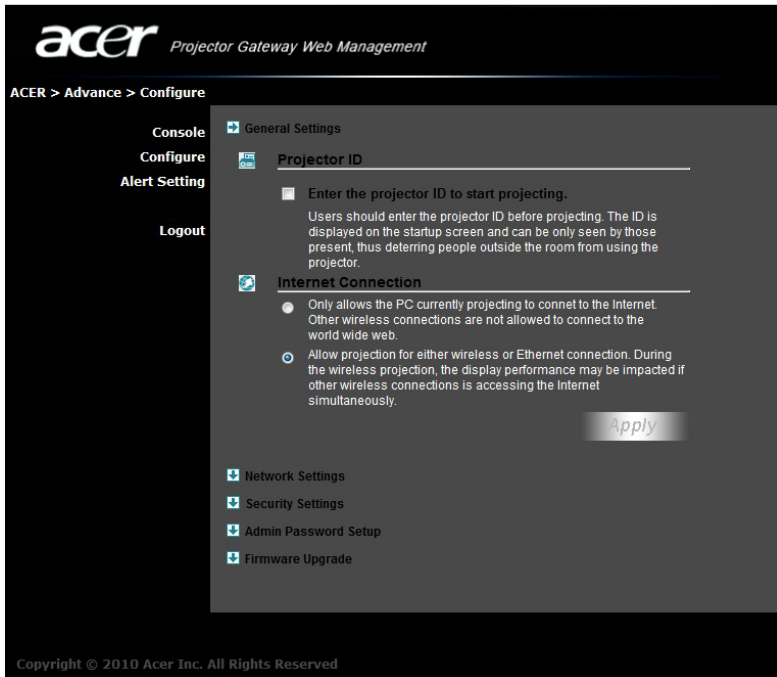 acer Projector Gateway Web Management
ACER > Advance > Configure
Console
Configure
Alert Setting
Logout
General Settings
Projector ID
Enter the projector ID to start projecting.
Users should enter the projector ID before projecting. The ID is
displayed on the startup screen and can be only seen by those
present, thus deterring people outside the room from using the
projector.
Internet Connection
Only allows the PC currently projecting to connet to the Internet.
Other wireless connections are not allowed to connect to the
world wide web.
Allow projection for either wireless or Ethernet connection. During
the wireless projection, the display performance may be impacted if
other wireless connections is accessing the Internet
simultaneously.
Apply
Network Settings
Security Settings
Admin Password Setup
Firmware Upgrade
Copyright © 2010 Acer Inc. All Rights Reserved